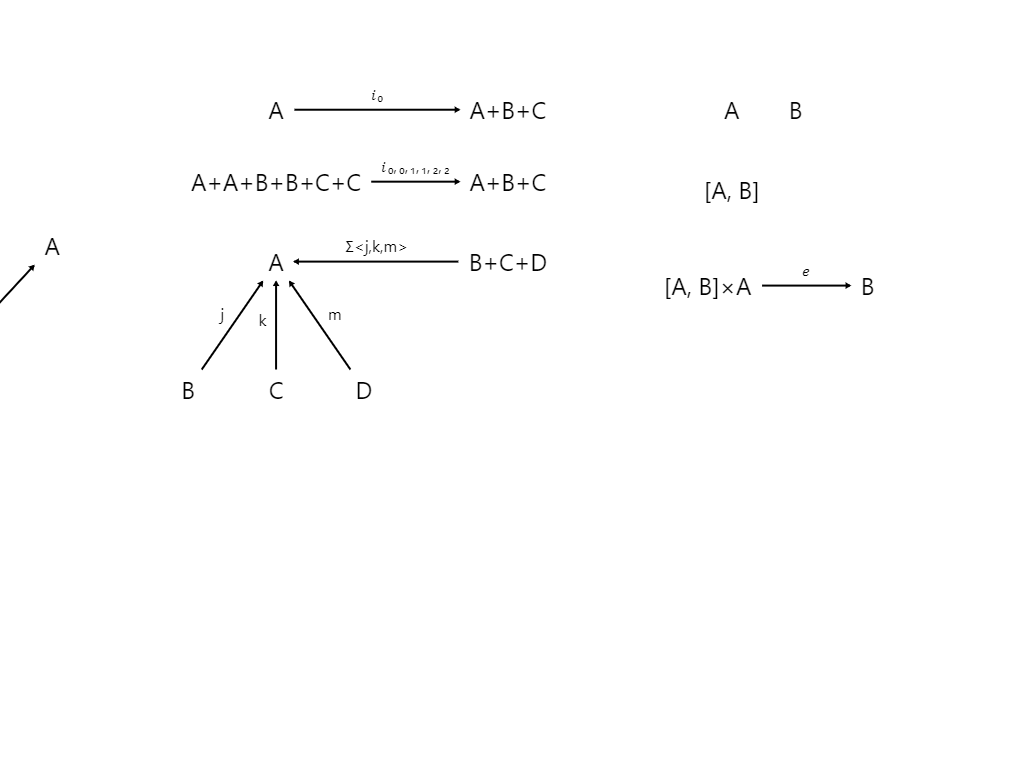 i₀
A A+B+C A B
i₀,₀,₁,₁,₂,₂
A+A+B+B+C+C A+B+C [A, B]
A Σ<j,k,m>
A B+C+D
e
[A, B]×A B
j k m
B C D